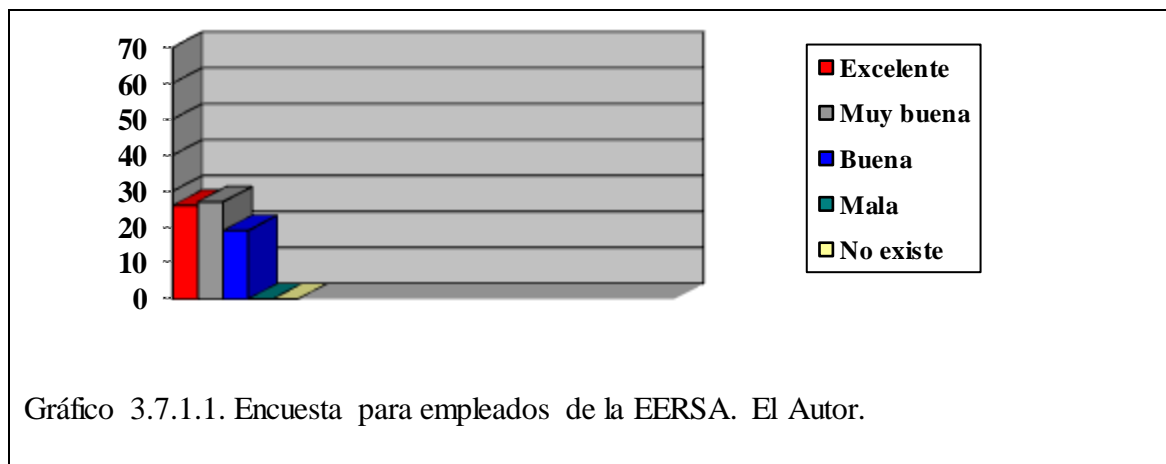 70
60
50
40
30
20
10
0
Excelente
Muy buena
Buena
Mala
No existe
Gráfico 3.7.1.1. Encuesta para empleados de la EERSA. El Autor.